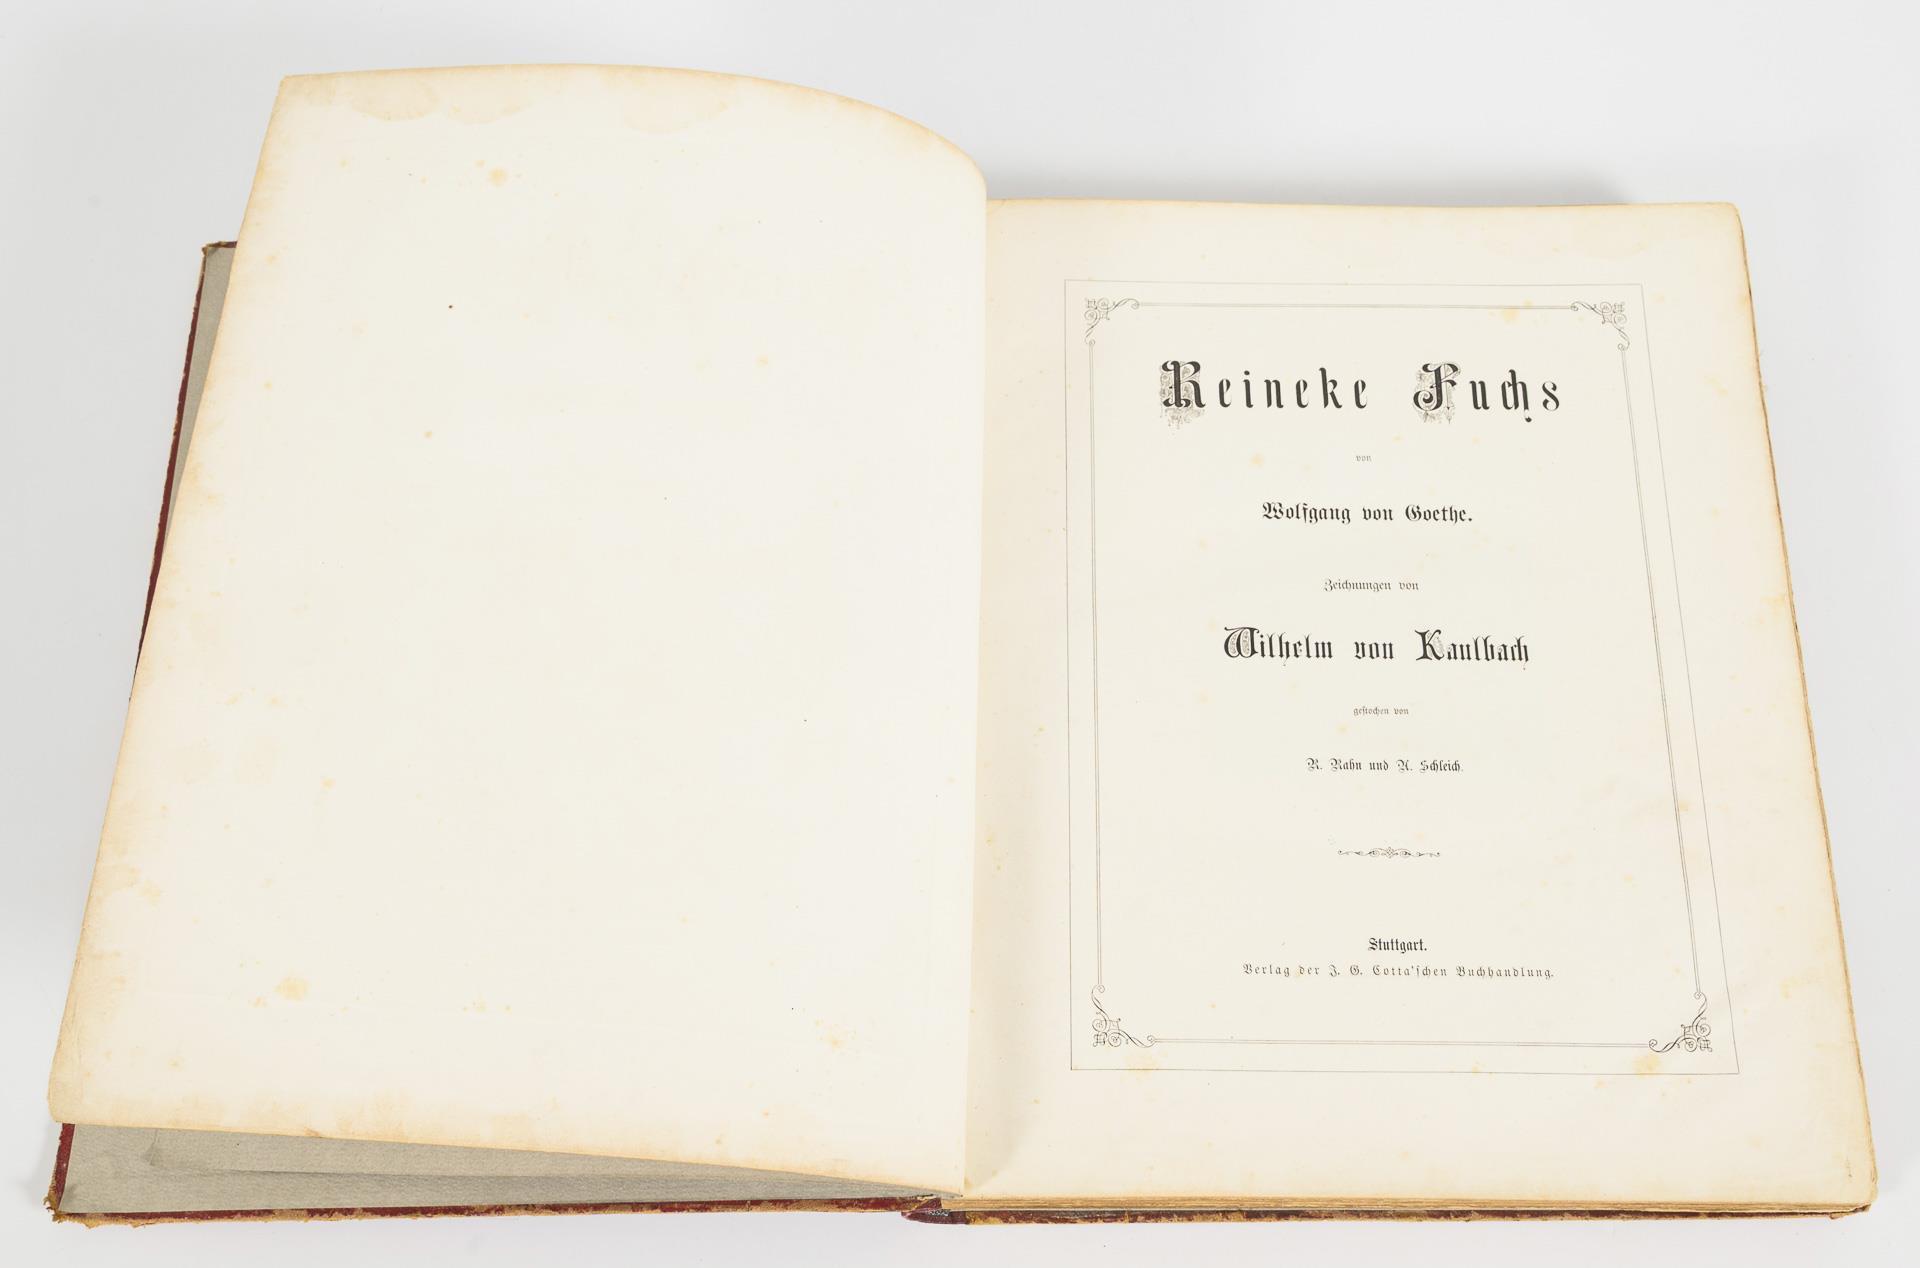 Reineke Fuchs
von
Wolfgang von Goethe.
Zeichnungen von
Wilhelm von Kaulbach
geſtochen von
R. Rahn und A. Schleich.
Stuttgart.
Verlag der J. G. Cotta'ſchen Buchhandlung.